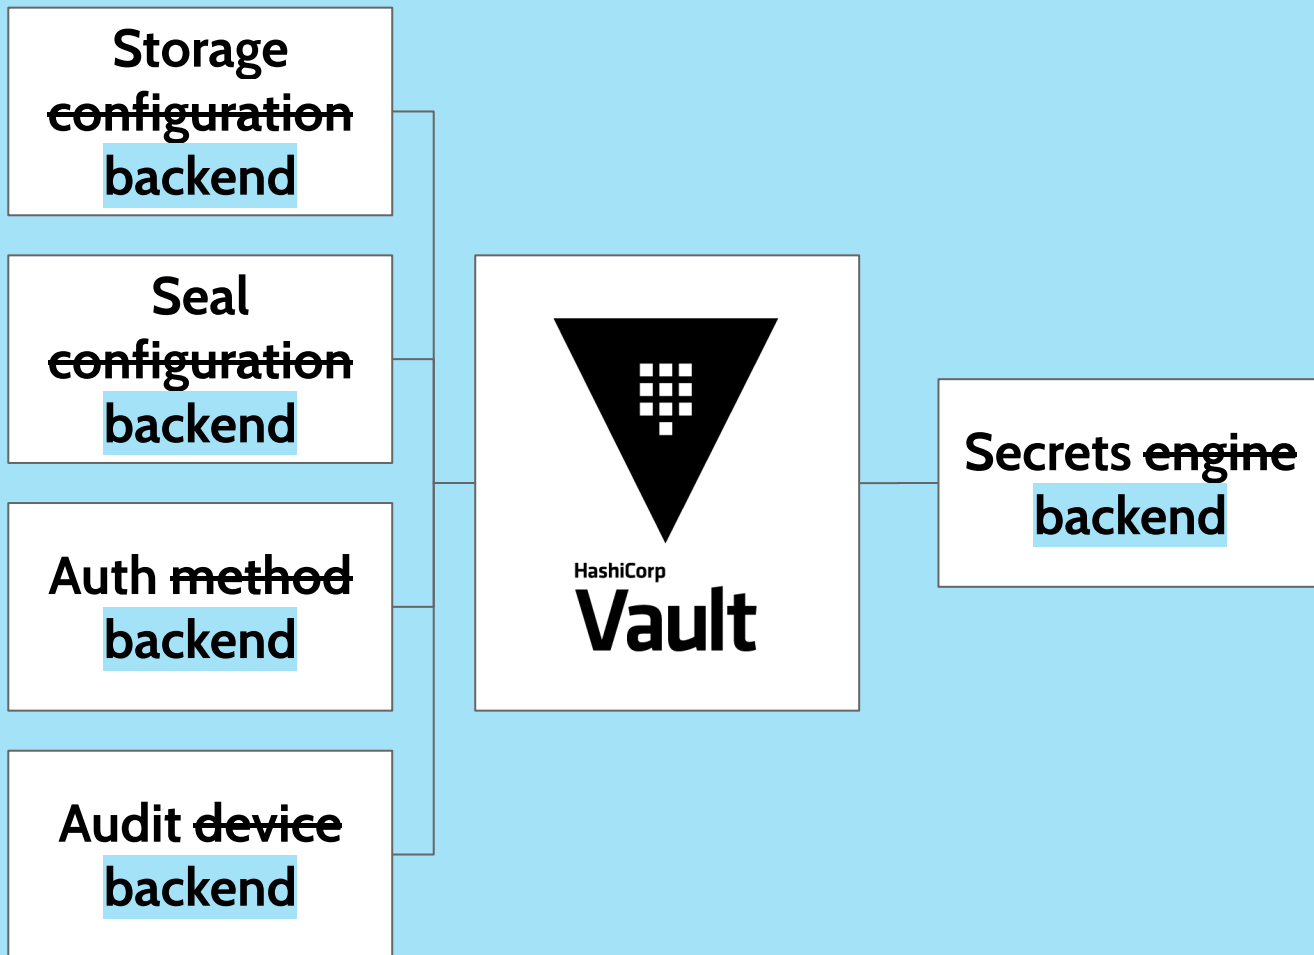 Storage
configuration
backend
Seal
configuration
backend
Auth method
backend
Audit device
backend
HashiCorp
Vault
Secrets engine
backend